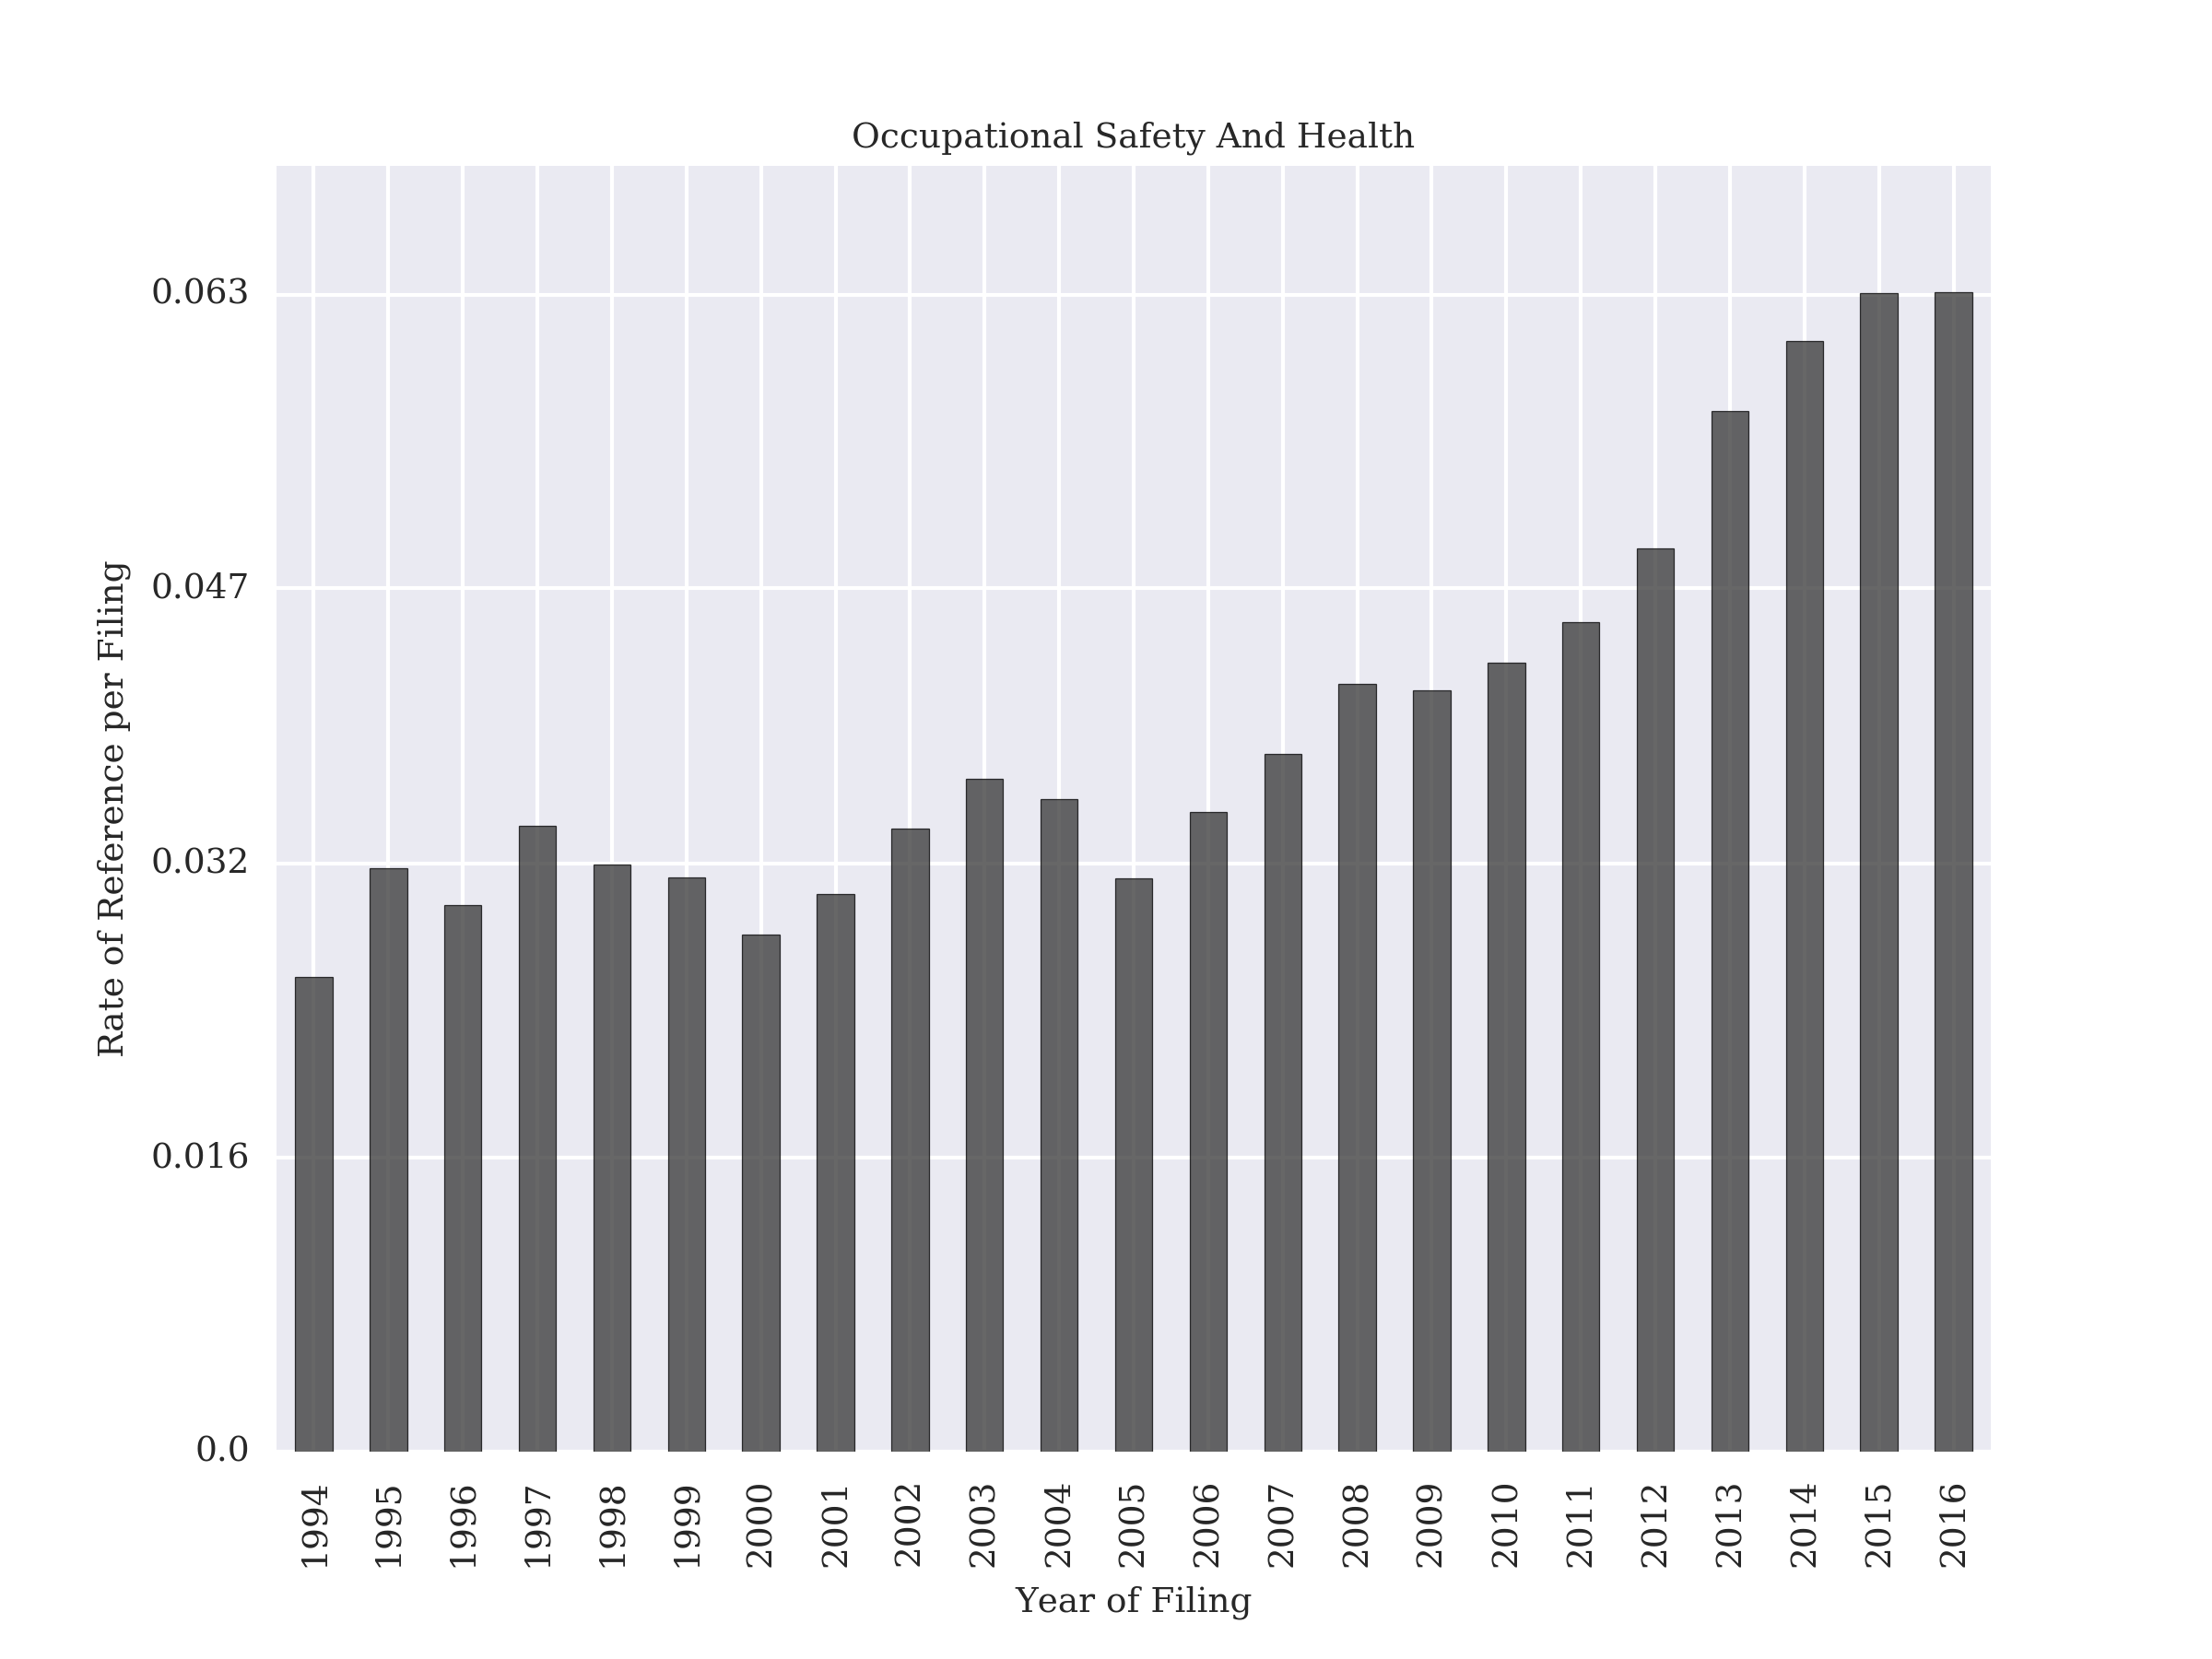 Occupational Safety And Health
Rate of Reference per Filing
0.063
0.047
0.032
0.016
0.0
1994 1995 1996 1997 1998 1999 2000 2001 2002 2003 2004 2005 2006 2007 2008 2009 2010 2011 2012 2013 2014 2015 2016
Year of Filing